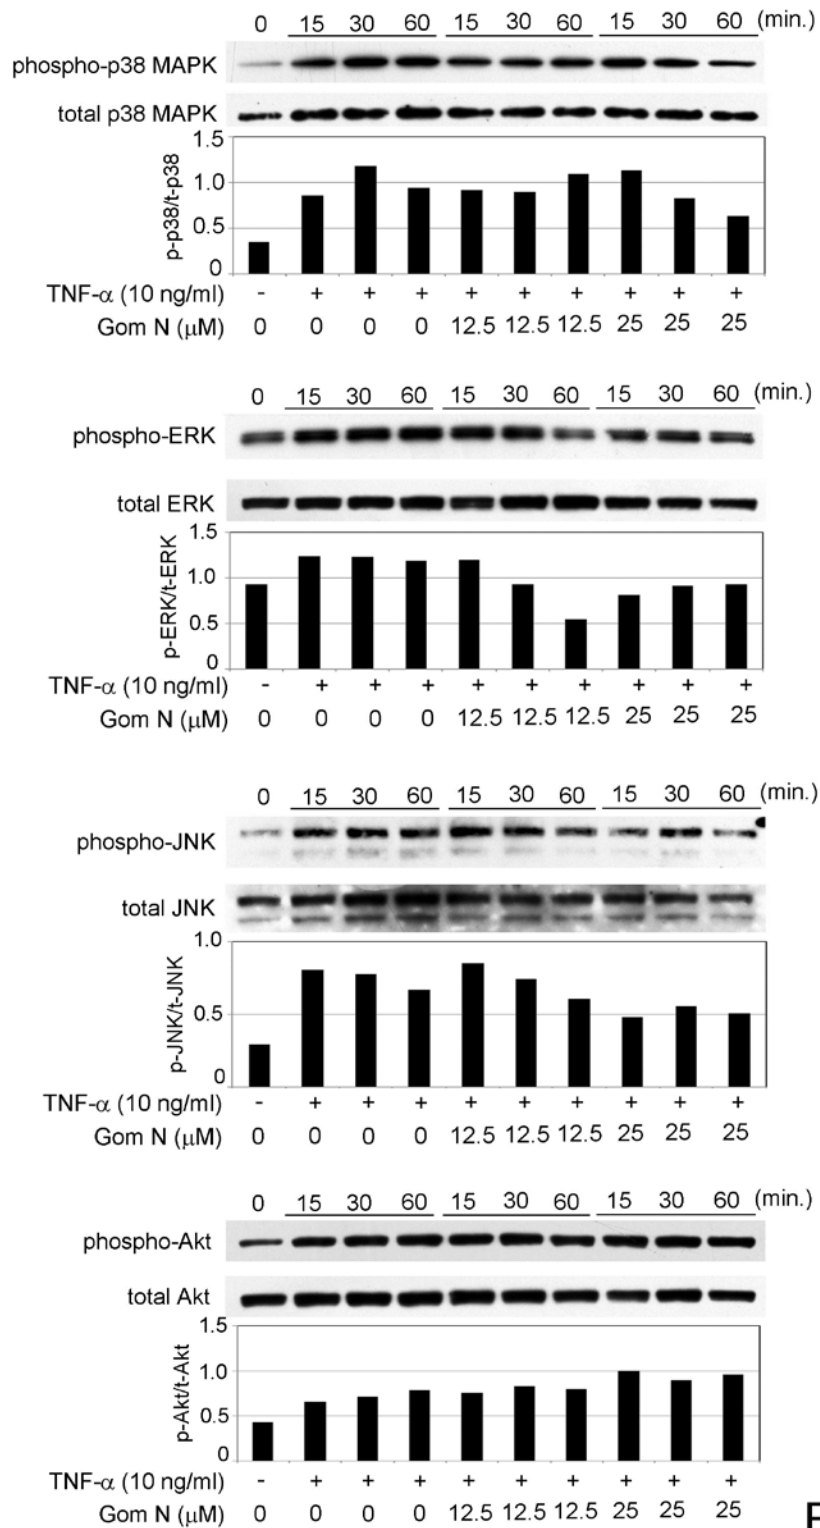 0 15 30 60 15 30 60 15 30 60 (min.)
phospho-p38 MAPK
total p38 MAPK
1.5
1.0
0.5
0
p-p38/t-p38
TNF-α (10 ng/ml) - + + + + + + + + +
Gom N (μM) 0 0 0 0 12.5 12.5 12.5 25 25 25
0 15 30 60 15 30 60 15 30 60 (min.)
phospho-ERK
total ERK
1.5
1.0
0.5
0
p-ERK/t-ERK
TNF-α (10 ng/ml) - + + + + + + + + +
Gom N (μM) 0 0 0 0 12.5 12.5 12.5 25 25 25
0 15 30 60 15 30 60 15 30 60 (min.)
phospho-JNK
total JNK
1.0
0.5
0
p-JNK/t-JNK
TNF-α (10 ng/ml) - + + + + + + + + +
Gom N (μM) 0 0 0 0 12.5 12.5 12.5 25 25 25
0 15 30 60 15 30 60 15 30 60 (min.)
phospho-Akt
total Akt
1.5
1.0
0.5
0
p-Akt/t-Akt
TNF-α (10 ng/ml) - + + + + + + + + +
Gom N (μM) 0 0 0 0 12.5 12.5 12.5 25 25 25